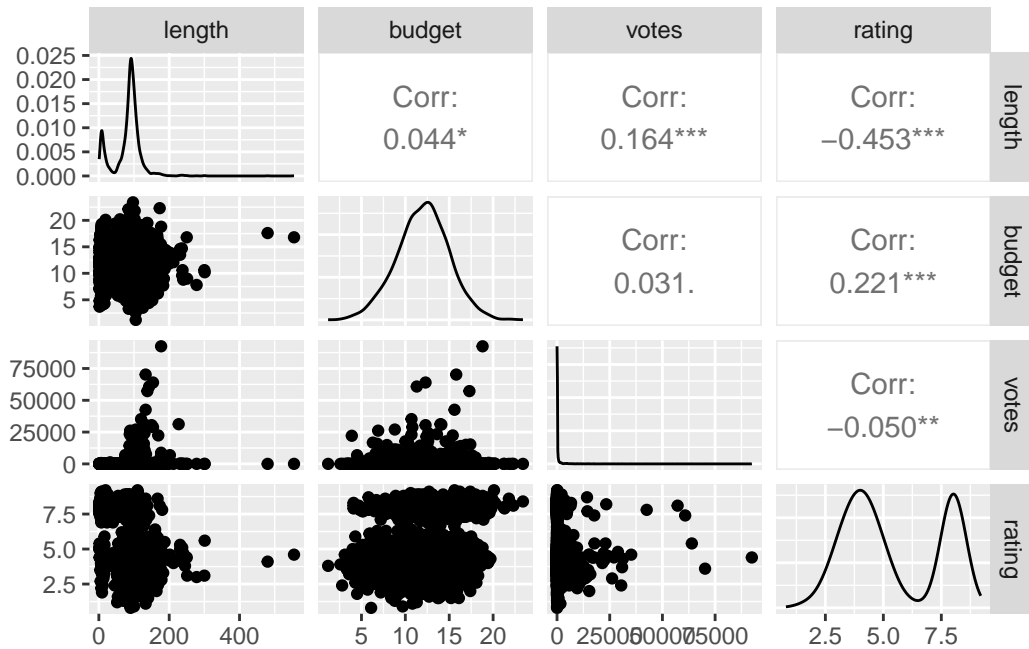 length budget votes rating
0.025
0.020
0.015
0.010
0.005
0.000
Corr:
0.044*
Corr:
0.164***
Corr:
−0.453***
length
20
15
10
5
Corr:
0.031.
Corr:
0.221***
budget
75000
50000
25000
0
Corr:
−0.050**
votes
7.5
5.0
2.5
rating
0 200 400
5 10 15 20
0 25000 50000 75000
2.5 5.0 7.5